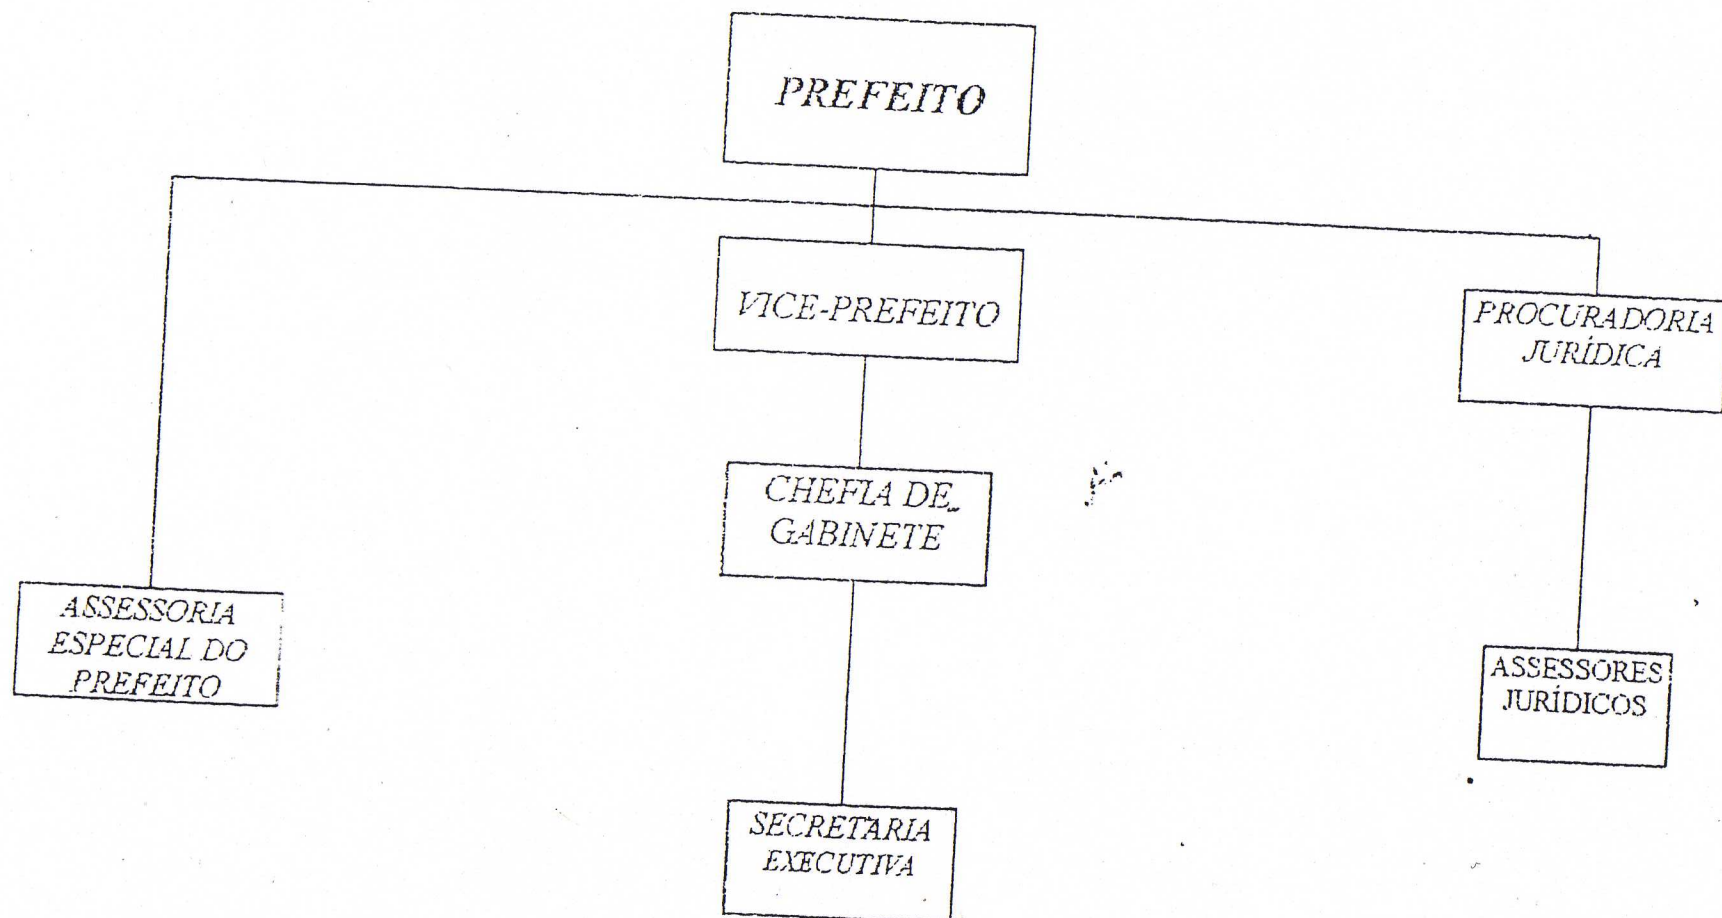 PREFEITO
VICE-PREFEITO
PROCURADORIA
JURÍDICA
CHEFIA DE
GABINETE
ASSESSORIA
ESPECIAL DO
PREFEITO
ASSESSORES
JURÍDICOS
SECRETARIA
EXECUTIVA